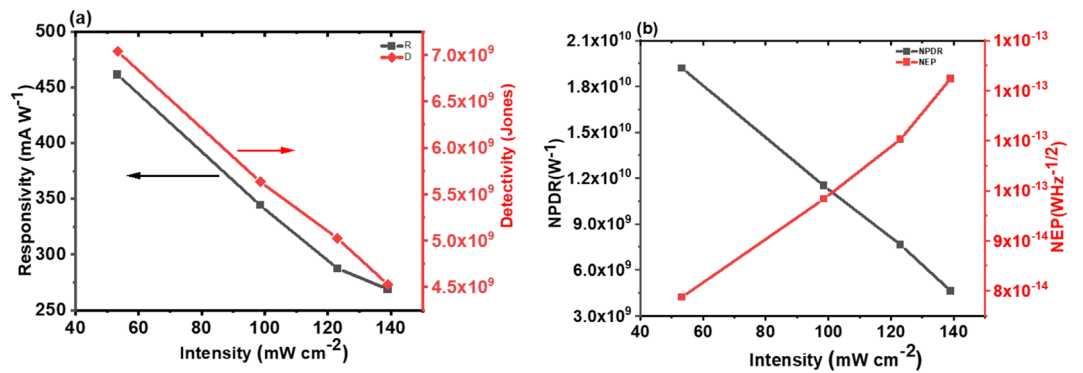 (a)
500
450
400
350
300
250
Responsivity (mA W⁻¹)
R
D
7.0x10⁹
6.5x10⁹
6.0x10⁹
5.5x10⁹
5.0x10⁹
4.5x10⁹
Detectivity (Jones)
40 60 80 100 120 140
Intensity (mW cm⁻²)
(b)
2.1x10¹⁰
1.8x10¹⁰
1.5x10¹⁰
1.2x10¹⁰
9.0x10⁹
6.0x10⁹
3.0x10⁹
NPDR(W⁻¹)
NPDR
NEP
1x10⁻¹³
1x10⁻¹³
1x10⁻¹³
1x10⁻¹³
9x10⁻¹⁴
8x10⁻¹⁴
NEP(WHz⁻¹/²)
40 60 80 100 120 140
Intensity (mW cm⁻²)